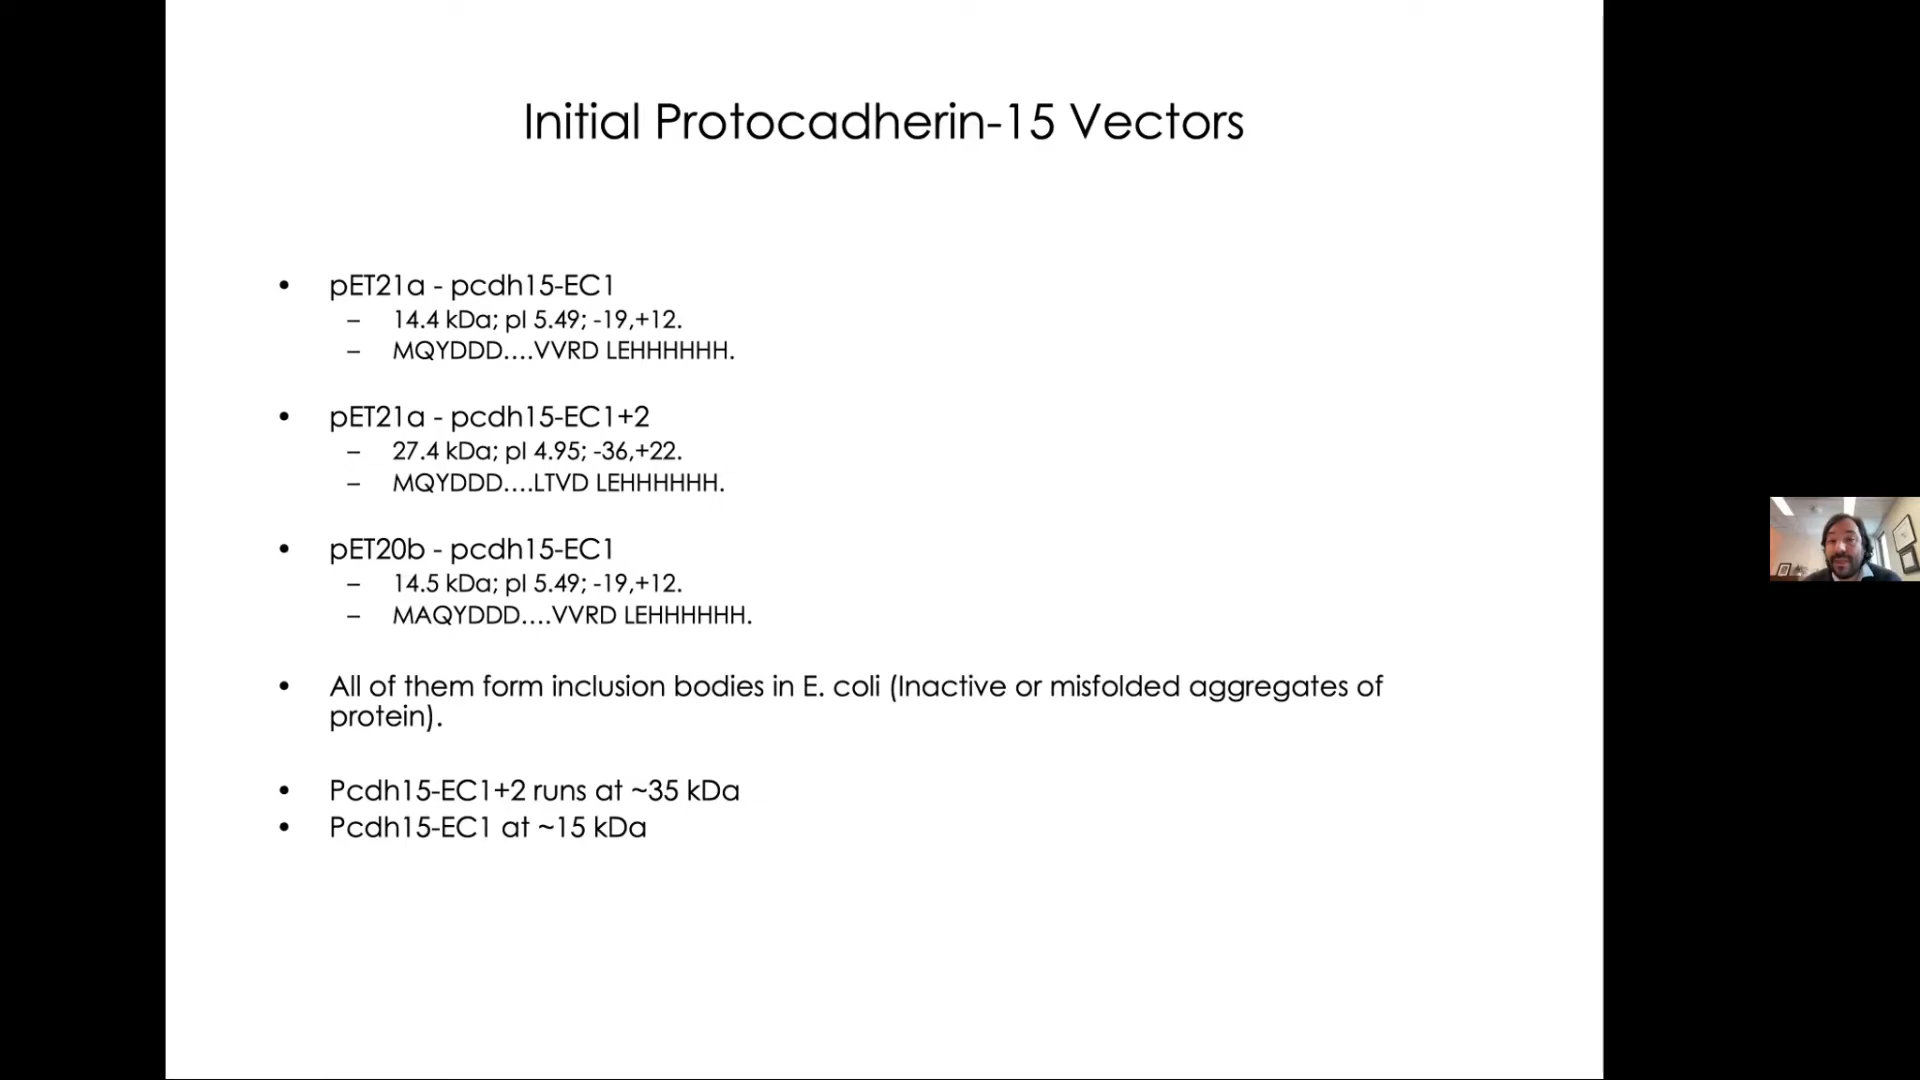 Initial Protocadherin-15 Vectors
• pET21a - pcdh15-EC1
– 14.4 kDa; pI 5.49; -19,+12.
– MQYDDD....VVRD LEHHHHHH.
• pET21a - pcdh15-EC1+2
– 27.4 kDa; pI 4.95; -36,+22.
– MQYDDD....LTVD LEHHHHHH.
• pET20b - pcdh15-EC1
– 14.5 kDa; pI 5.49; -19,+12.
– MAQYDDD....VVRD LEHHHHHH.
• All of them form inclusion bodies in E. coli (Inactive or misfolded aggregates of
protein).
• Pcdh15-EC1+2 runs at ~35 kDa
• Pcdh15-EC1 at ~15 kDa